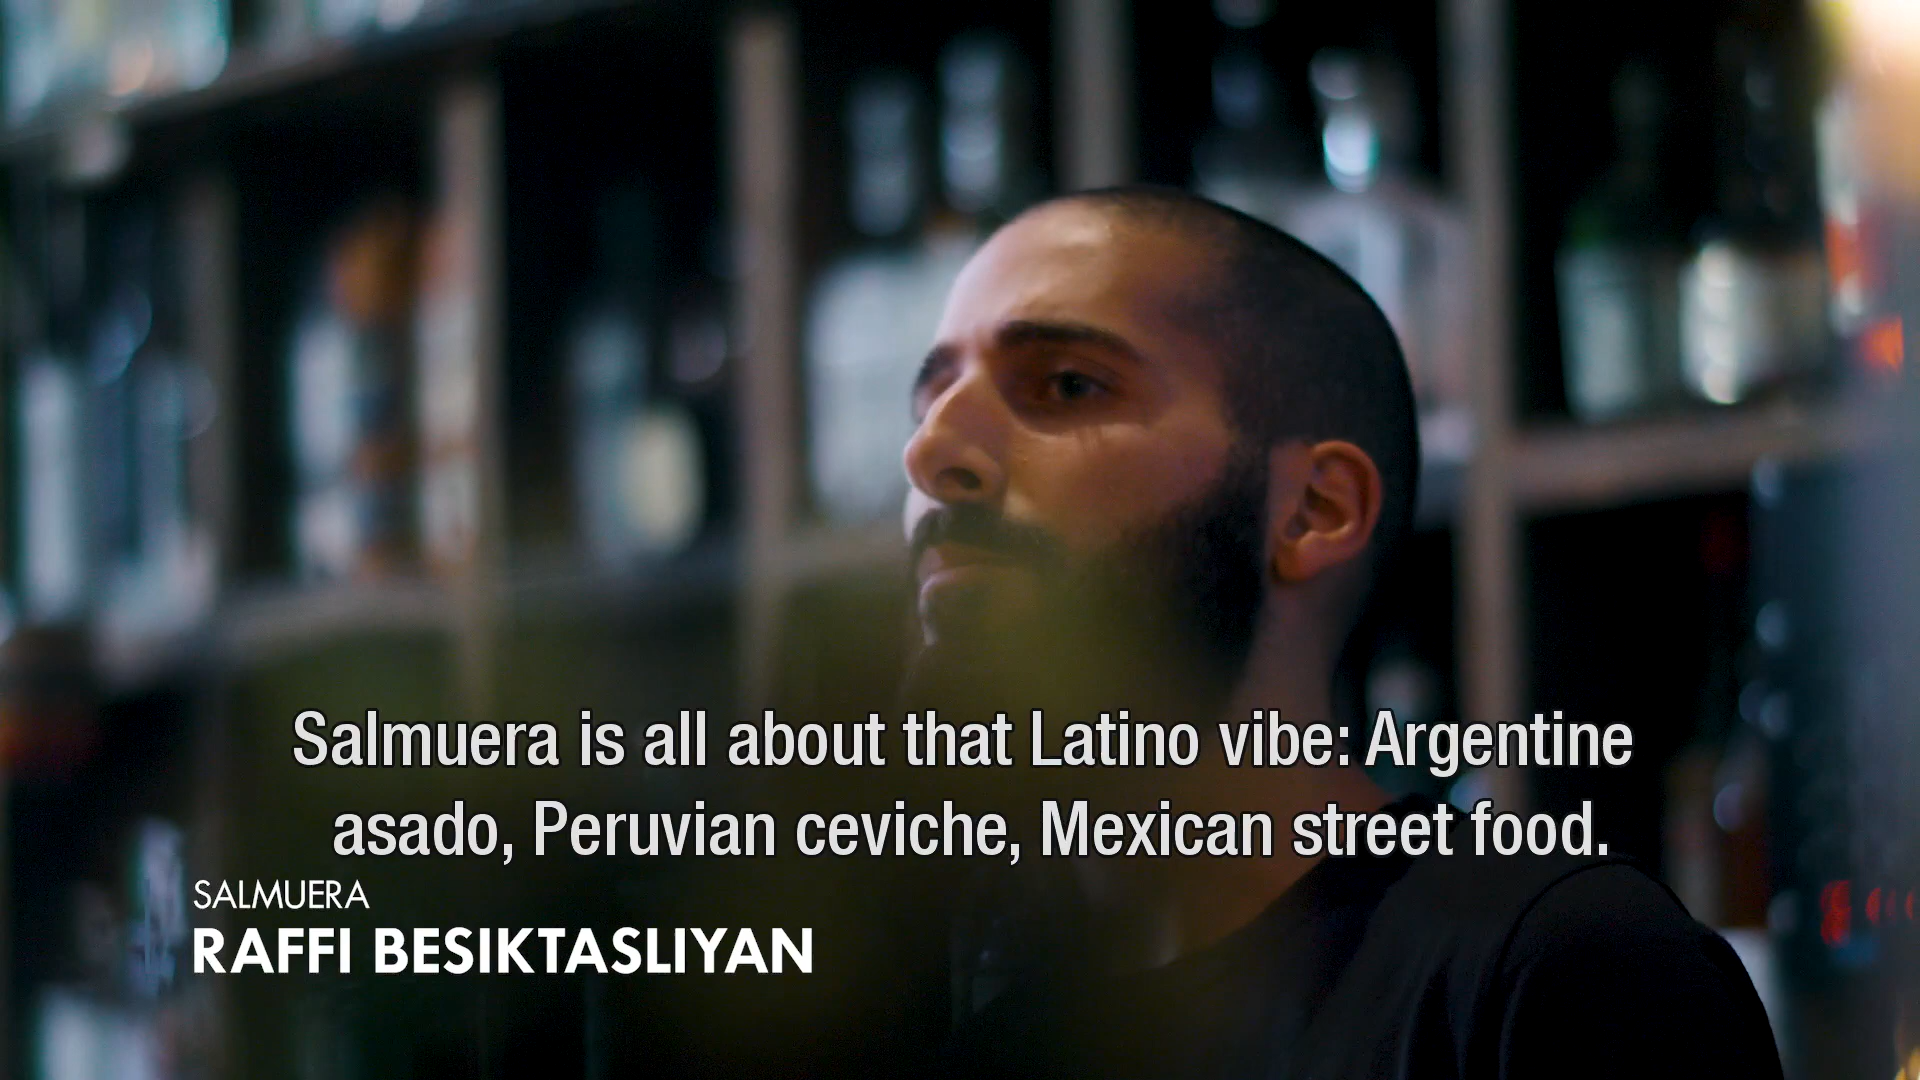 Salmuera is all about that Latino vibe: Argentine
asado, Peruvian ceviche, Mexican street food.
SALMUERA
RAFFI BESIKTASLIYAN